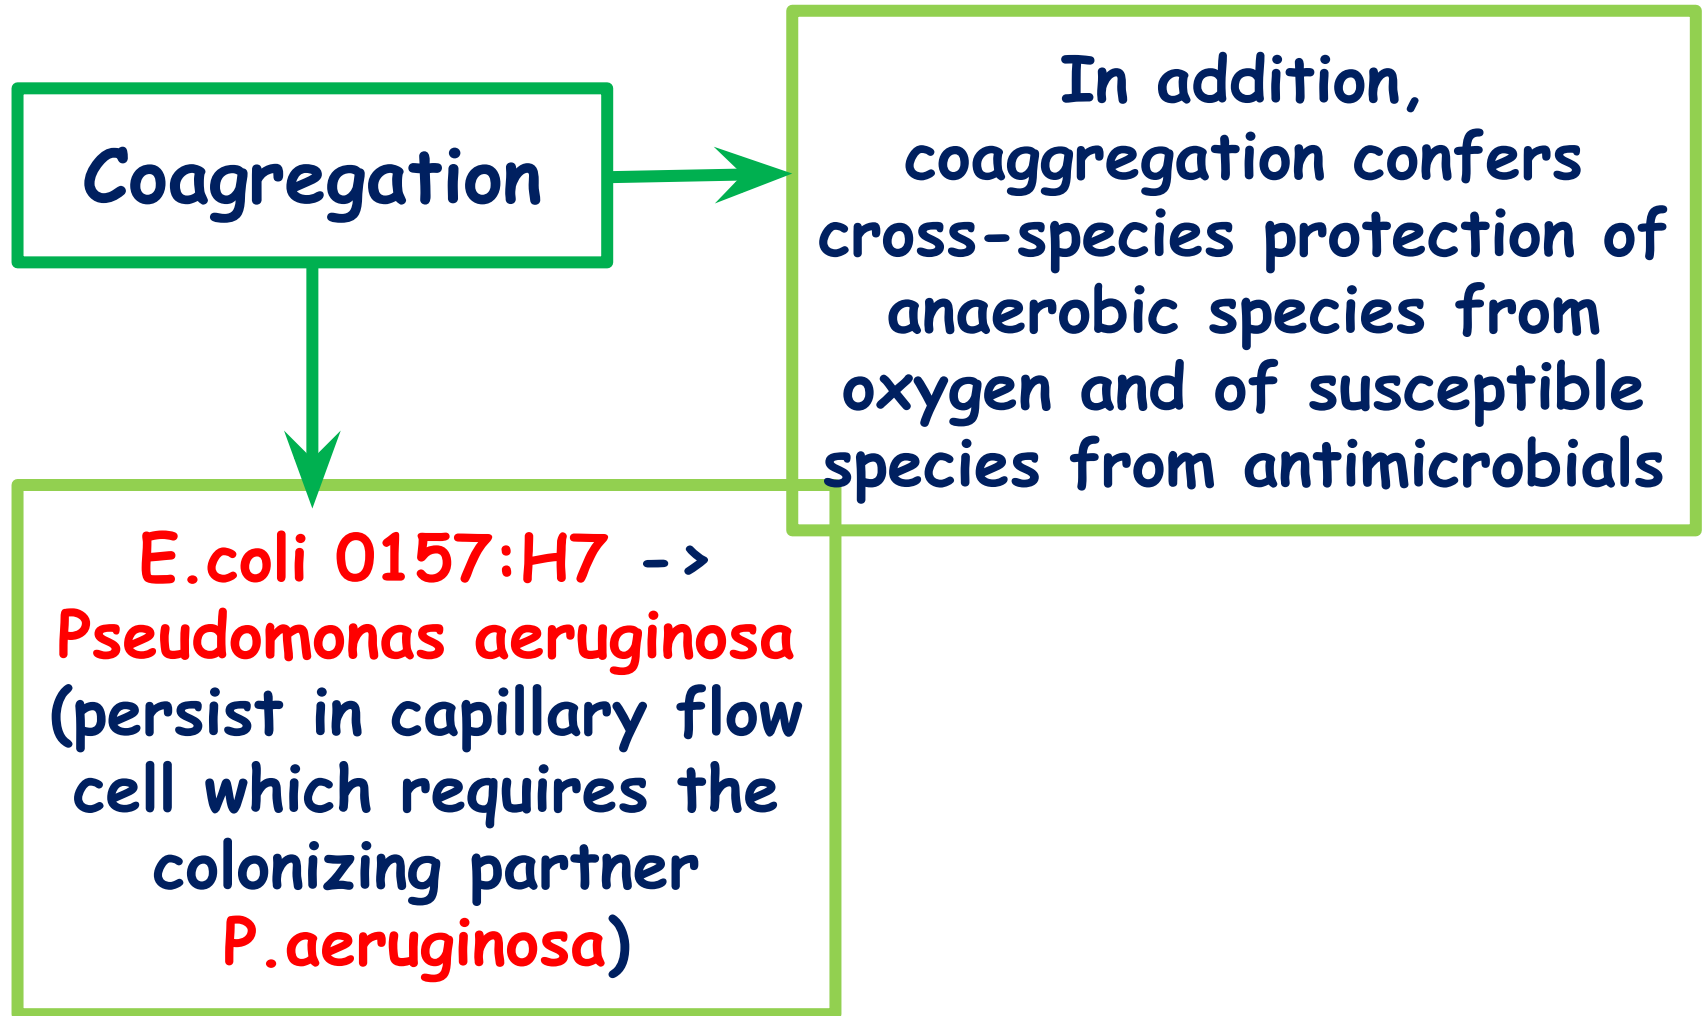 Coagregation
In addition,
coaggregation confers
cross-species protection of
anaerobic species from
oxygen and of susceptible
species from antimicrobials
E.coli 0157:H7 ->
Pseudomonas aeruginosa
(persist in capillary flow
cell which requires the
colonizing partner
P.aeruginosa)